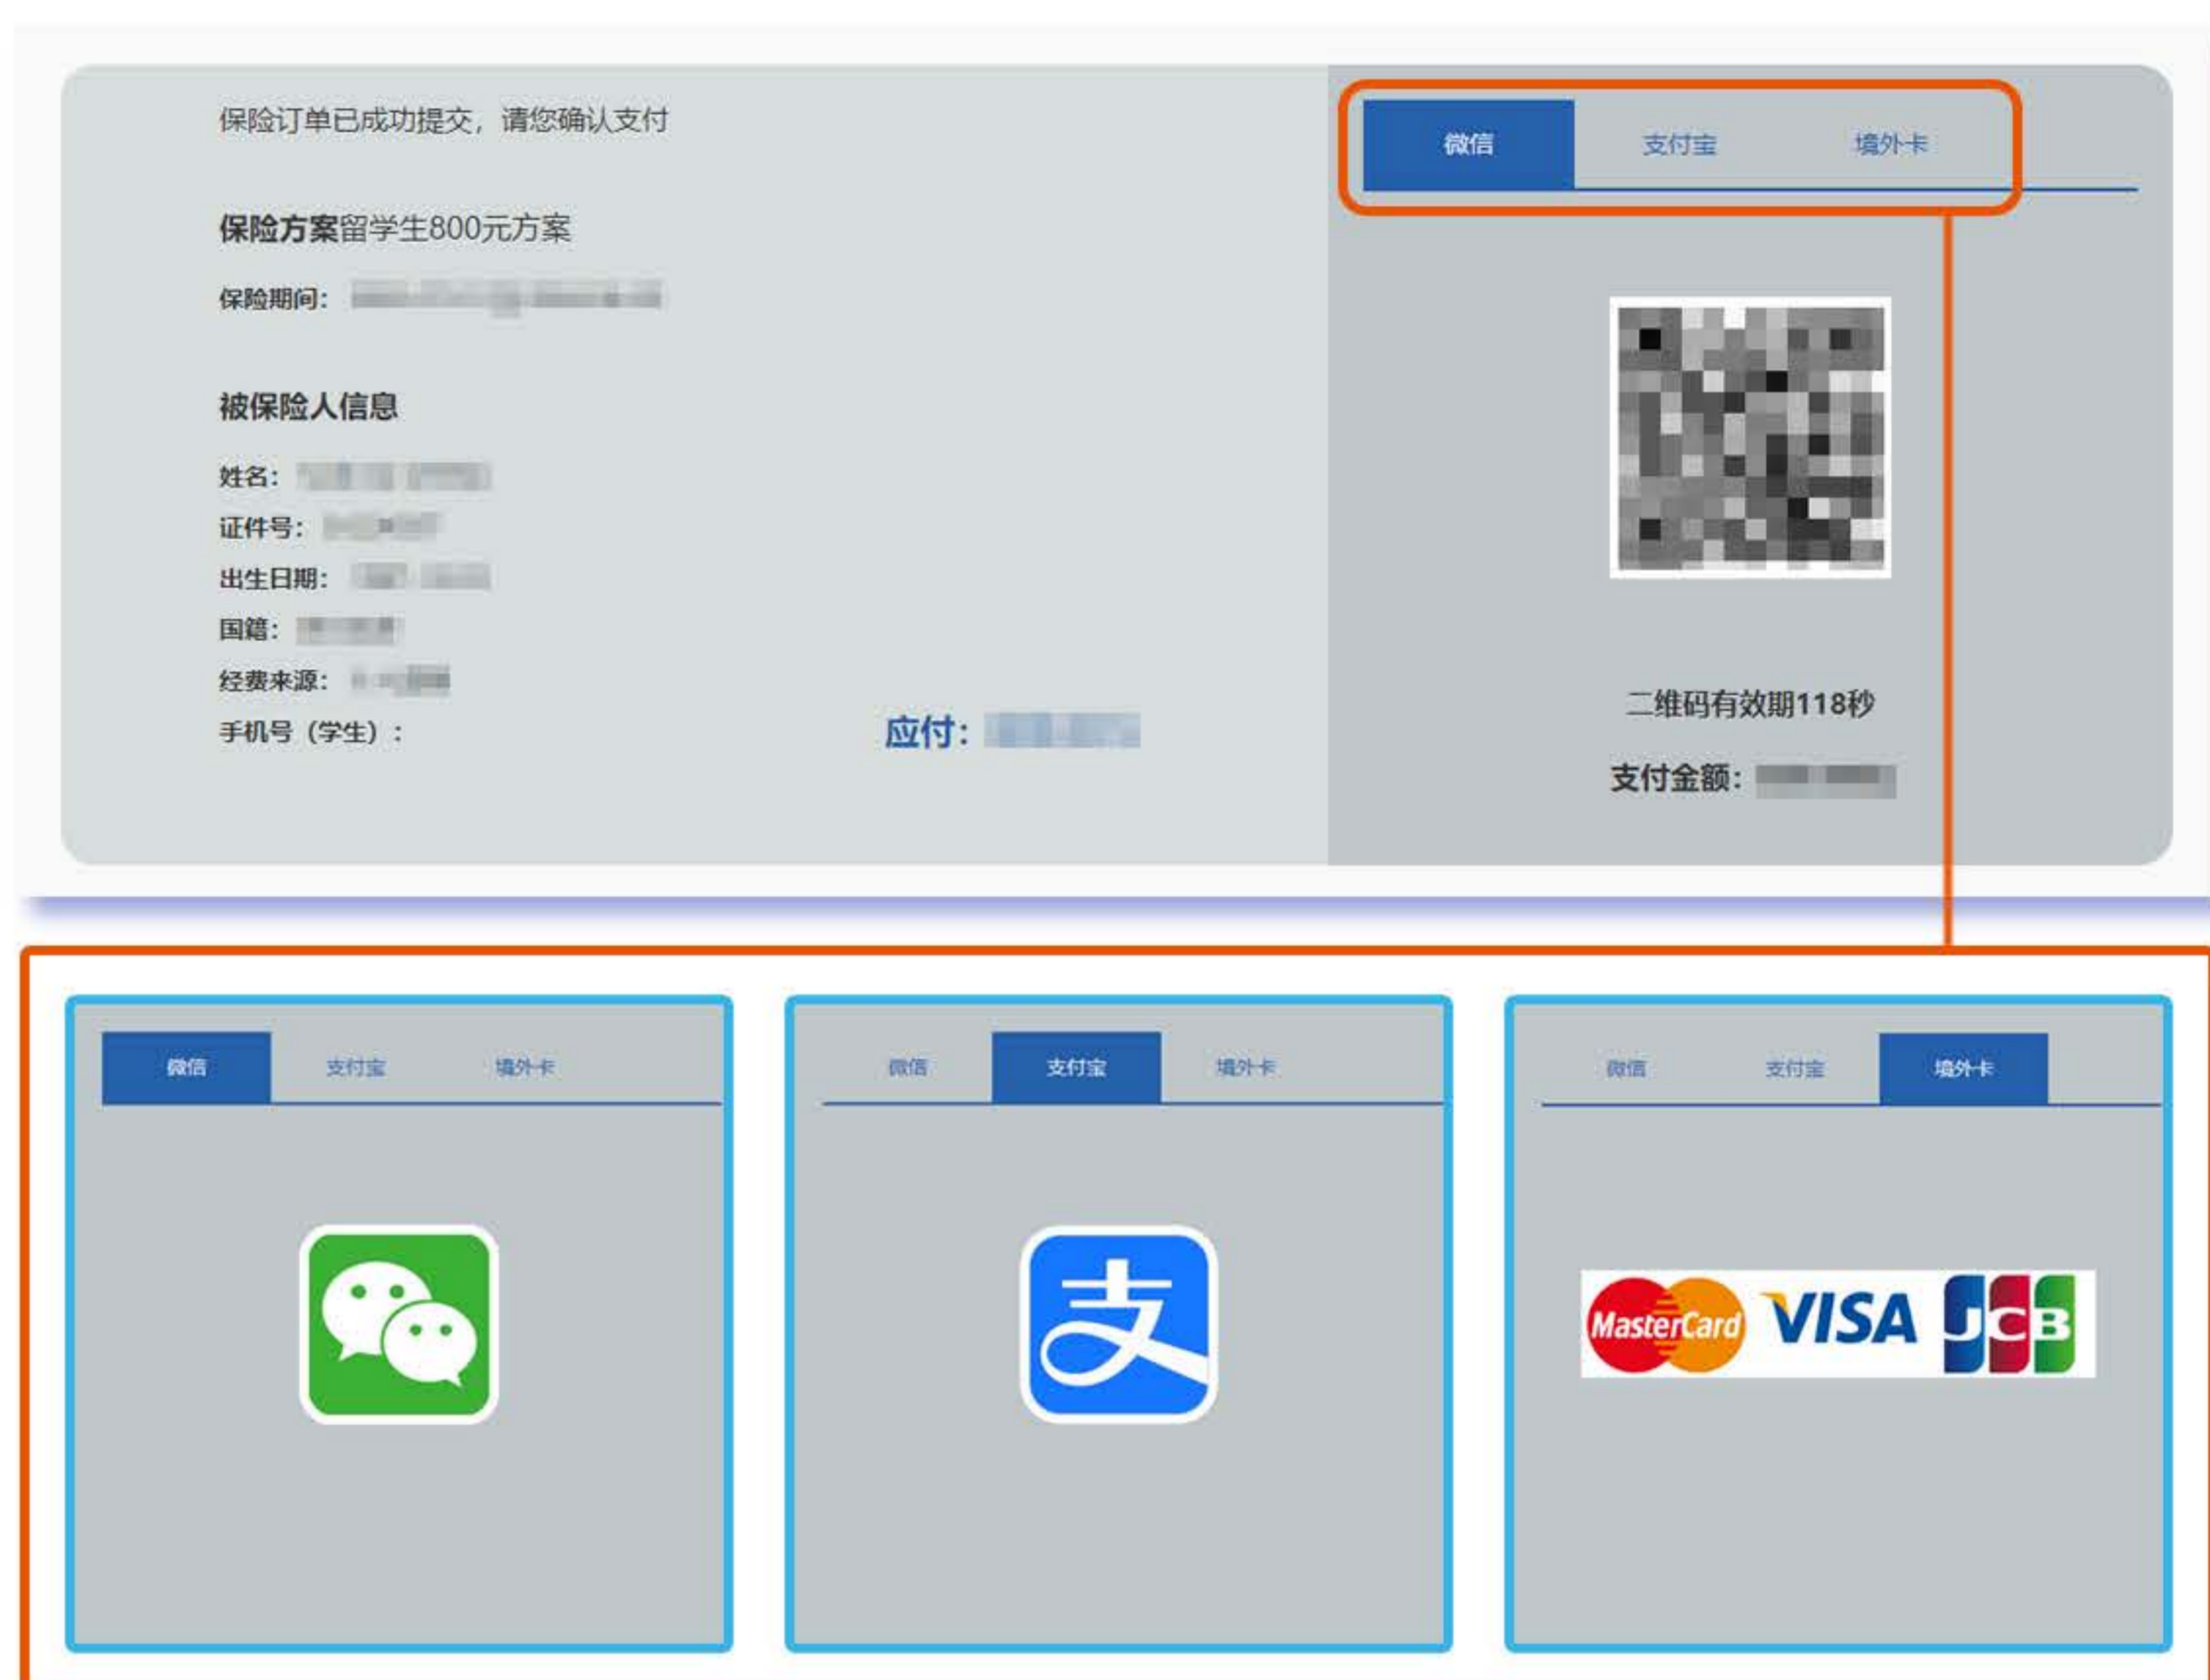 保险订单已成功提交，请您确认支付
保险方案留学生800元方案
保险期间：
被保险人信息
姓名：
证件号：
出生日期：
国籍：
经费来源：
手机号（学生）：
应付：
微信 支付宝 境外卡
二维码有效期118秒
支付金额：
微信 支付宝 境外卡
微信 支付宝 境外卡
支
微信 支付宝 境外卡
MasterCard VISA JCB